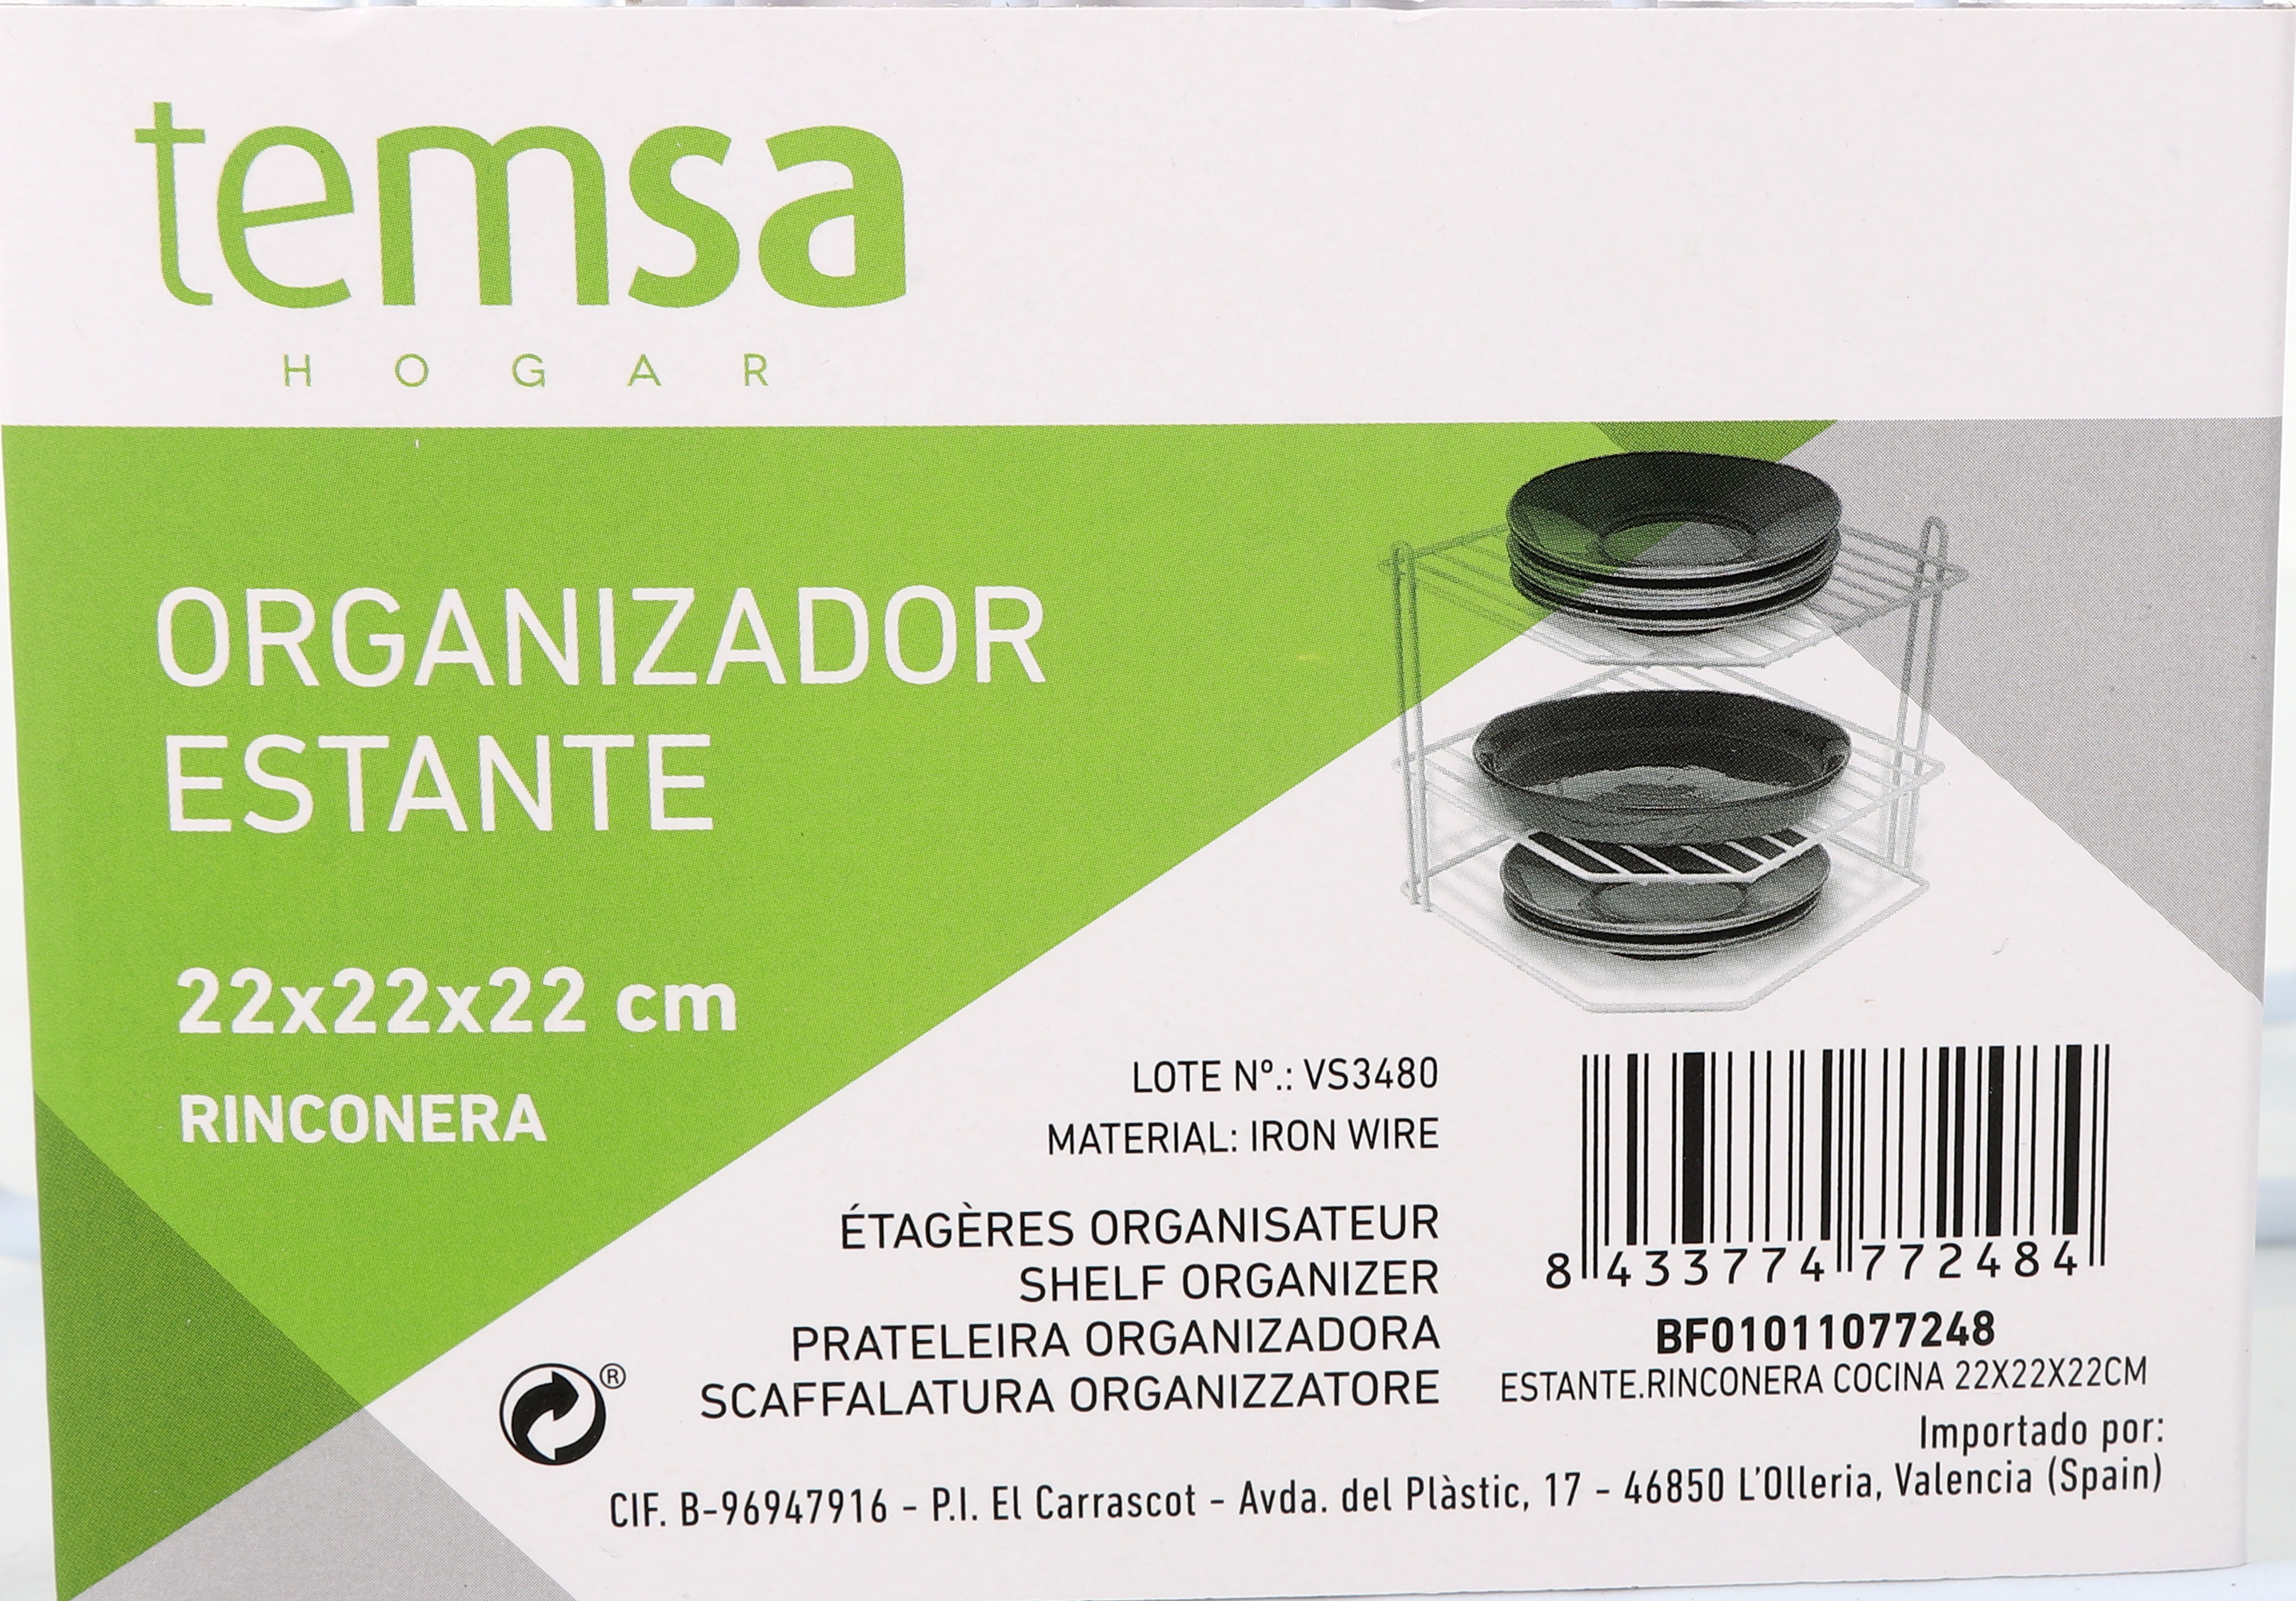 temsa
HOGAR
ORGANIZADOR
ESTANTE
22x22x22 cm
RINCONERA
LOTE Nº.: VS3480
MATERIAL: IRON WIRE
ÉTAGÈRES ORGANISATEUR
SHELF ORGANIZER
PRATELEIRA ORGANIZADORA
SCAFFALATURA ORGANIZZATORE
®
8 433774 772484
BF01011077248
ESTANTE.RINCONERA COCINA 22X22X22CM
Importado por:
CIF. B-96947916 - P.I. El Carrascot - Avda. del Plàstic, 17 - 46850 L'Olleria, Valencia (Spain)